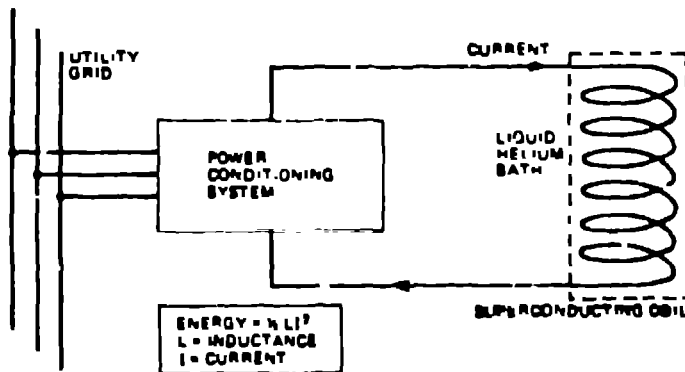 UTILITY
GRID
CURRENT
POWER
CONDITIONING
SYSTEM
LIQUID
HELIUM
BATH
SUPERCONDUCTING COIL
ENERGY = ½ LI²
L = INDUCTANCE
I = CURRENT